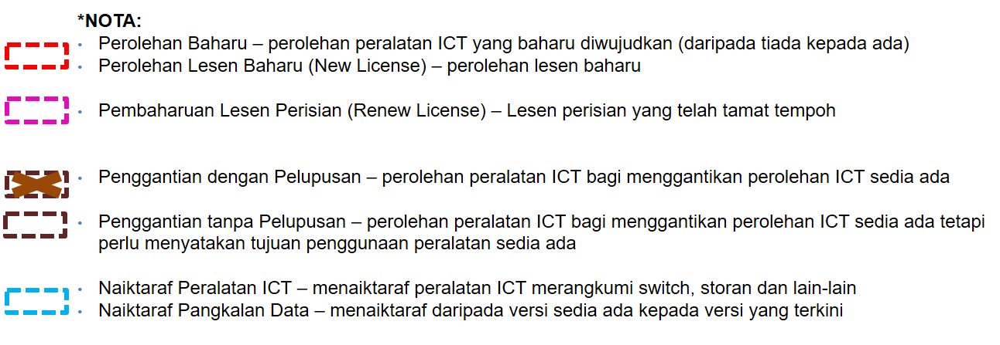 *NOTA:
• Perolehan Baharu – perolehan peralatan ICT yang baharu diwujudkan (daripada tiada kepada ada)
• Perolehan Lesen Baharu (New License) – perolehan lesen baharu
• Pembaharuan Lesen Perisian (Renew License) – Lesen perisian yang telah tamat tempoh
• Penggantian dengan Pelupusan – perolehan peralatan ICT bagi menggantikan perolehan ICT sedia ada
• Penggantian tanpa Pelupusan – perolehan peralatan ICT bagi menggantikan perolehan ICT sedia ada tetapi
perlu menyatakan tujuan penggunaan peralatan sedia ada
• Naiktaraf Peralatan ICT – menaiktaraf peralatan ICT merangkumi switch, storan dan lain-lain
• Naiktaraf Pangkalan Data – menaiktaraf daripada versi sedia ada kepada versi yang terkini